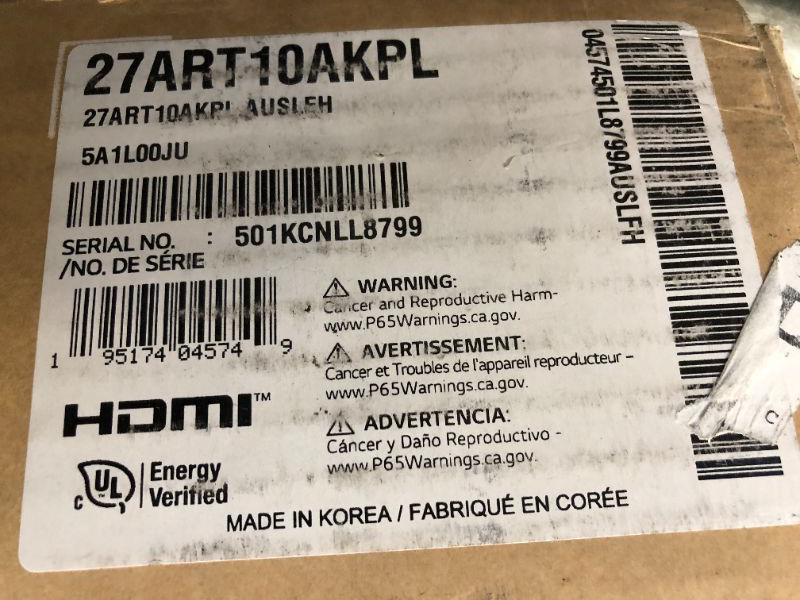 27ART10AKPL
27ART10AKPL AUSLFH
5A1L00JU
SERIAL NO. : 501KCNLL8799
/NO. DE SÉRIE
1 95174 04574 9
HDMI™
c UL Energy
Verified
WARNING:
Cancer and Reproductive Harm-
www.P65Warnings.ca.gov.
AVERTISSEMENT:
Cancer et Troubles de l'appareil reproducteur –
www.P65Warnings.ca.gov.
ADVERTENCIA:
Cáncer y Daño Reproductivo -
www.P65Warnings.ca.gov.
MADE IN KOREA / FABRIQUÉ EN CORÉE
04574501L8799AUSLFH